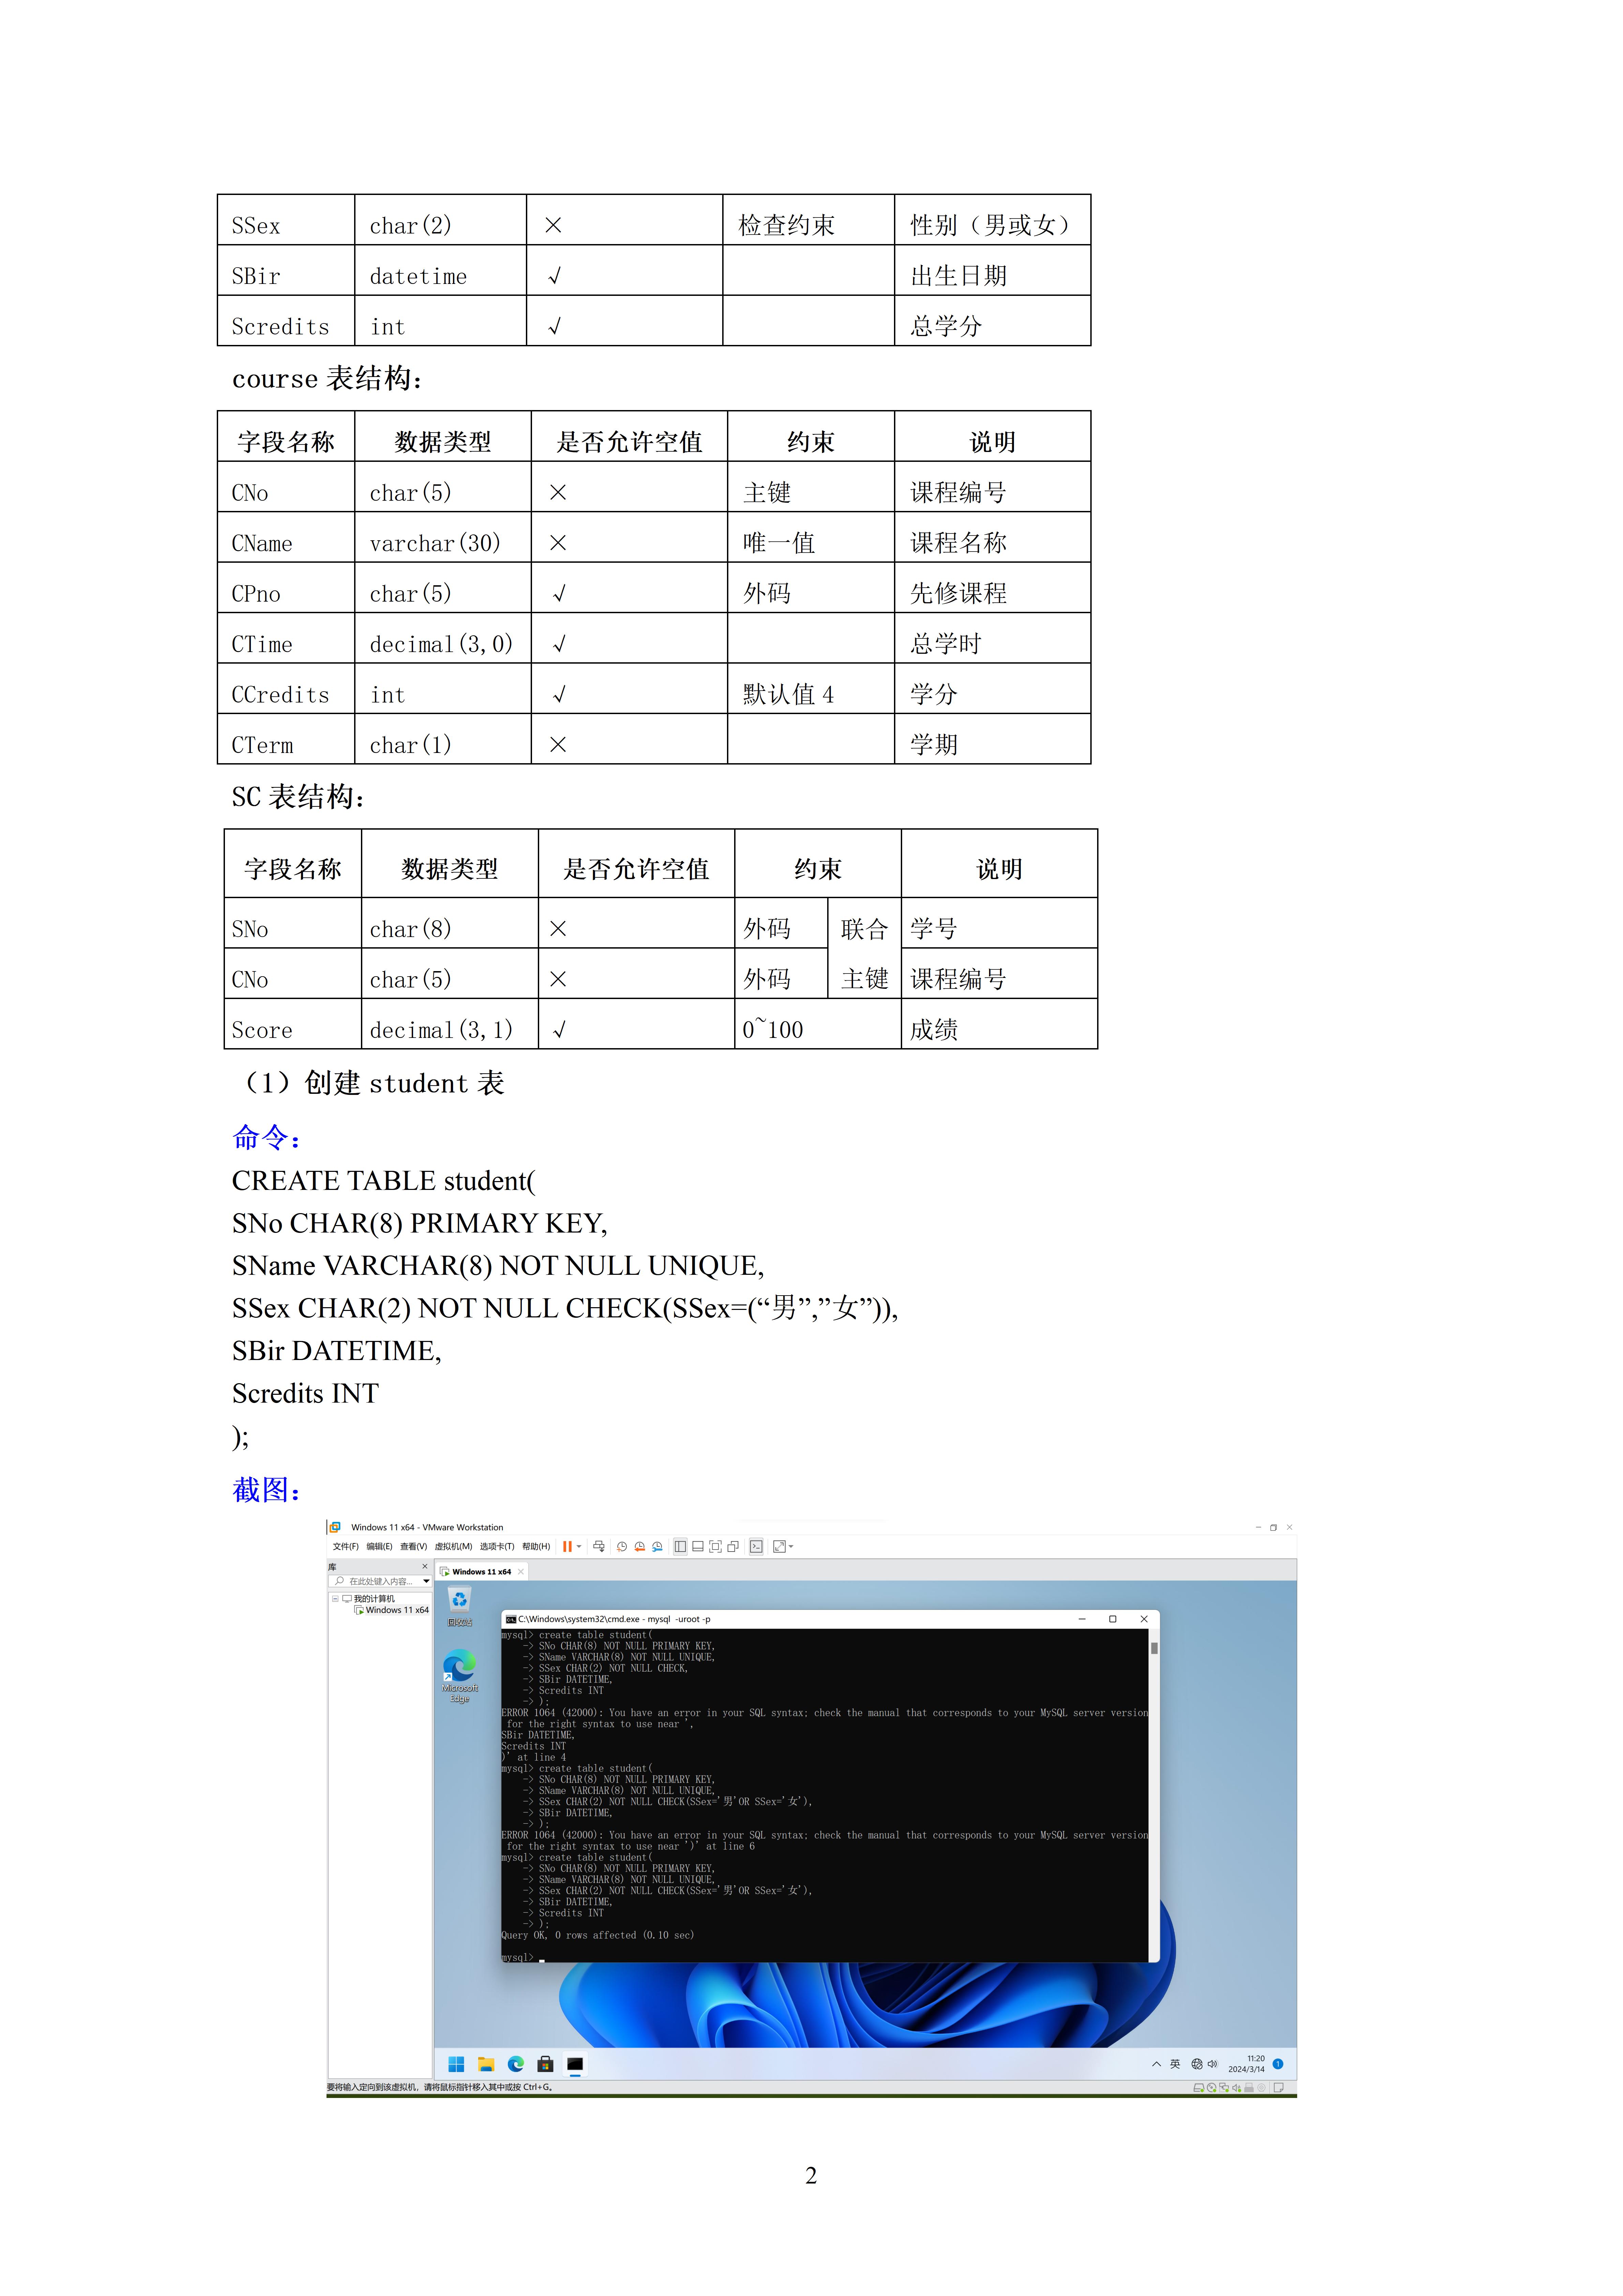 SSex char(2) × 检查约束 性别（男或女）
SBir datetime √ 出生日期
Scredits int √ 总学分
course 表结构：
字段名称 数据类型 是否允许空值 约束 说明
CNo char(5) × 主键 课程编号
CName varchar(30) × 唯一值 课程名称
CPno char(5) √ 外码 先修课程
CTime decimal(3,0) √ 总学时
CCredits int √ 默认值 4 学分
CTerm char(1) × 学期
SC 表结构：
字段名称 数据类型 是否允许空值 约束 说明
SNo char(8) × 外码 联合 学号
CNo char(5) × 外码 主键 课程编号
Score decimal(3,1) √ 0~100 成绩
（1）创建 student 表
命令：
CREATE TABLE student(
SNo CHAR(8) PRIMARY KEY,
SName VARCHAR(8) NOT NULL UNIQUE,
SSex CHAR(2) NOT NULL CHECK(SSex=(“男”,”女”)),
SBir DATETIME,
Scredits INT
);
截图：
Windows 11 x64 - VMware Workstation
文件(F) 编辑(E) 查看(V) 虚拟机(M) 选项卡(T) 帮助(H)
库
Windows 11 x64
在此处键入内容...
我的计算机
Windows 11 x64
回收站
Microsoft
Edge
C:\Windows\system32\cmd.exe - mysql -uroot -p
mysql> create table student(
-> SNo CHAR(8) NOT NULL PRIMARY KEY,
-> SName VARCHAR(8) NOT NULL UNIQUE,
-> SSex CHAR(2) NOT NULL CHECK,
-> SBir DATETIME,
-> Scredits INT
-> );
ERROR 1064 (42000): You have an error in your SQL syntax; check the manual that corresponds to your MySQL server version
for the right syntax to use near ',
SBir DATETIME,
Scredits INT
)' at line 4
mysql> create table student(
-> SNo CHAR(8) NOT NULL PRIMARY KEY,
-> SName VARCHAR(8) NOT NULL UNIQUE,
-> SSex CHAR(2) NOT NULL CHECK(SSex='男'OR SSex='女'),
-> SBir DATETIME,
-> );
ERROR 1064 (42000): You have an error in your SQL syntax; check the manual that corresponds to your MySQL server version
for the right syntax to use near ')' at line 6
mysql> create table student(
-> SNo CHAR(8) NOT NULL PRIMARY KEY,
-> SName VARCHAR(8) NOT NULL UNIQUE,
-> SSex CHAR(2) NOT NULL CHECK(SSex='男'OR SSex='女'),
-> SBir DATETIME,
-> Scredits INT
-> );
Query OK, 0 rows affected (0.10 sec)
mysql>
英
11:20
2024/3/14
1
要将输入定向到该虚拟机，请将鼠标指针移入其中或按 Ctrl+G。
2